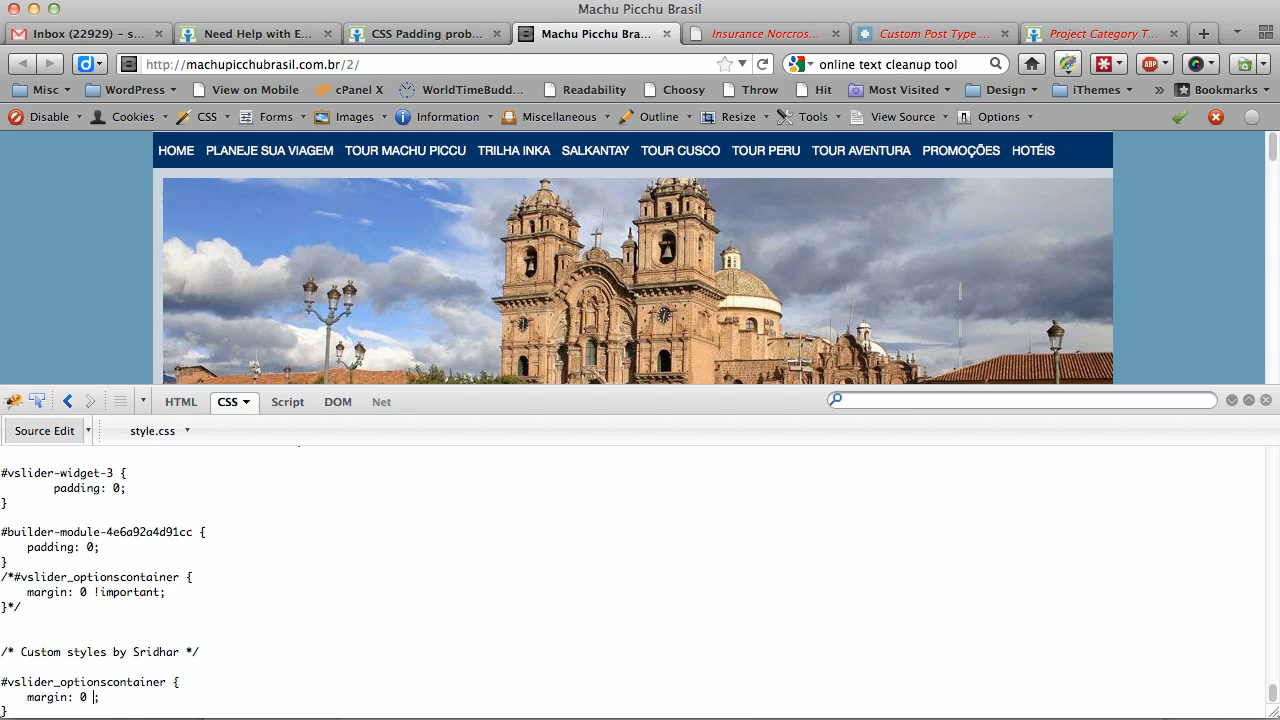 Machu Picchu Brasil
Inbox (22929) – s...
Need Help with E...
CSS Padding prob...
Machu Picchu Bra...
Insurance Norcros...
Custom Post Type ...
Project Category T...
http://machupicchubrasil.com.br/2/
online text cleanup tool
ABP
Misc
WordPress
View on Mobile
cPanel X
WorldTimeBudd...
Readability
Choosy
Throw
Hit
Most Visited
Design
iThemes
»
Bookmarks
Disable
Cookies
CSS
Forms
Images
Information
Miscellaneous
Outline
Resize
Tools
View Source
Options
HOME PLANEJE SUA VIAGEM TOUR MACHU PICCU TRILHA INKA SALKANTAY TOUR CUSCO TOUR PERU TOUR AVENTURA PROMOÇÕES HOTÉIS
HTML CSS Script DOM Net
Source Edit style.css
#vslider-widget-3 {
padding: 0;
}
#builder-module-4e6a92a4d91cc {
padding: 0;
}
/*#vslider_optionscontainer {
margin: 0 !important;
}*/
/* Custom styles by Sridhar */
#vslider_optionscontainer {
margin: 0 ;
}